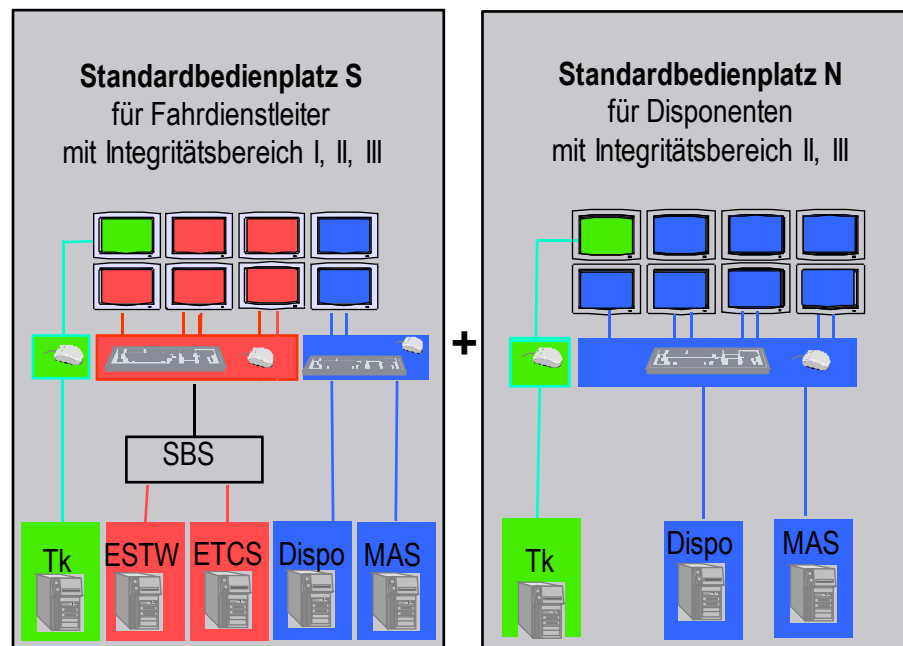 Standardbedienplatz S
für Fahrdienstleiter
mit Integritätsbereich I, II, III
SBS
Tk
ESTW
ETCS
Dispo
MAS
+
Standardbedienplatz N
für Disponenten
mit Integritätsbereich II, III
Tk
Dispo
MAS